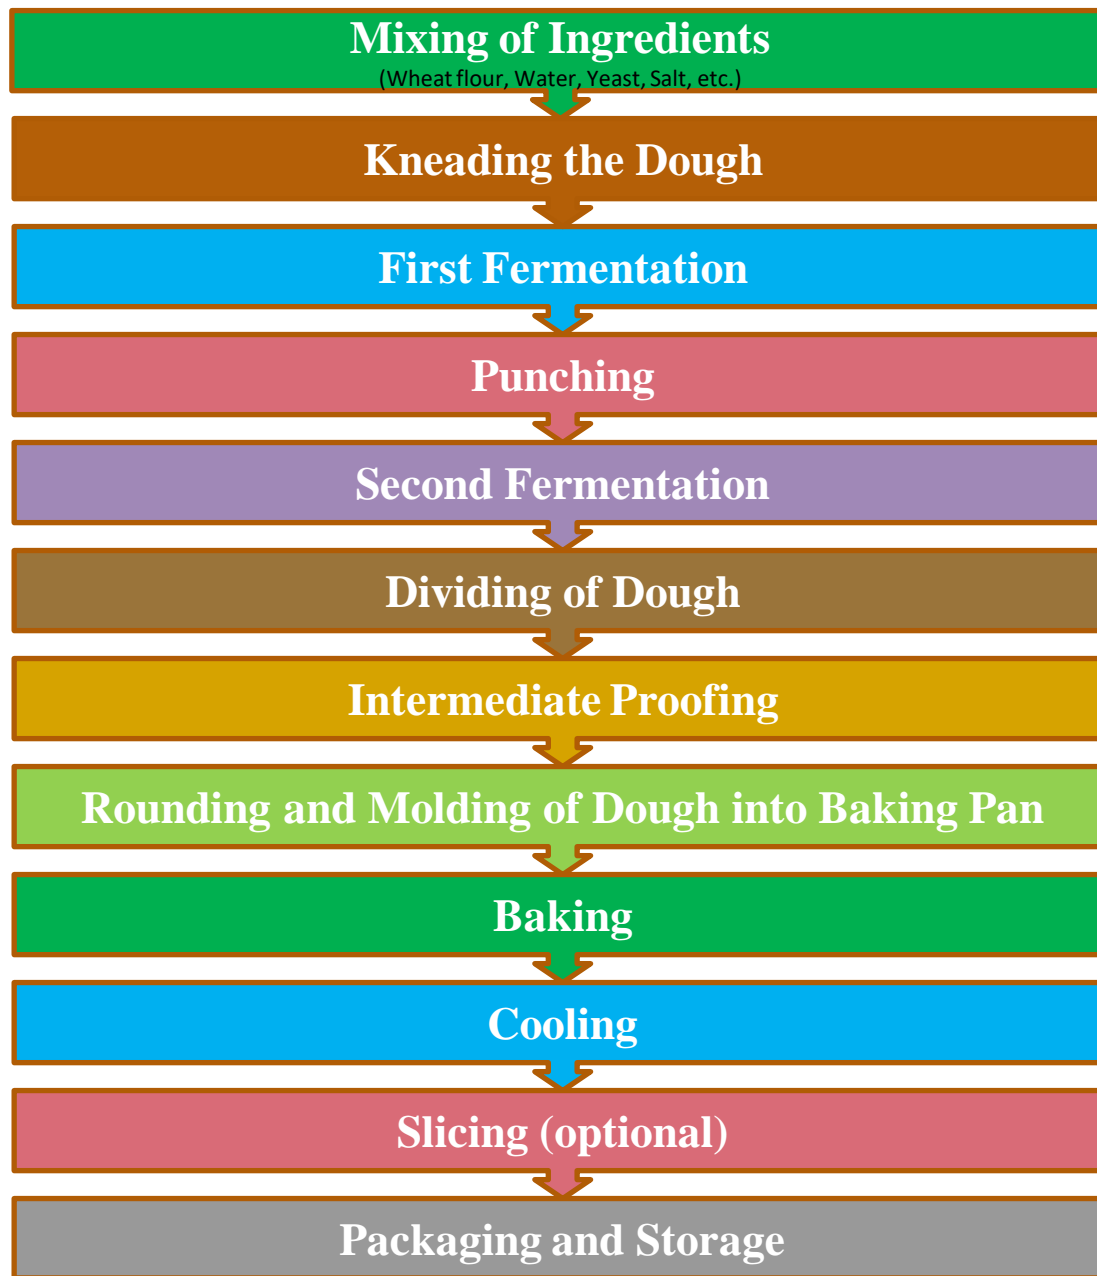 Mixing of Ingredients
(Wheat flour, Water, Yeast, Salt, etc.)
Kneading the Dough
First Fermentation
Punching
Second Fermentation
Dividing of Dough
Intermediate Proofing
Rounding and Molding of Dough into Baking Pan
Baking
Cooling
Slicing (optional)
Packaging and Storage